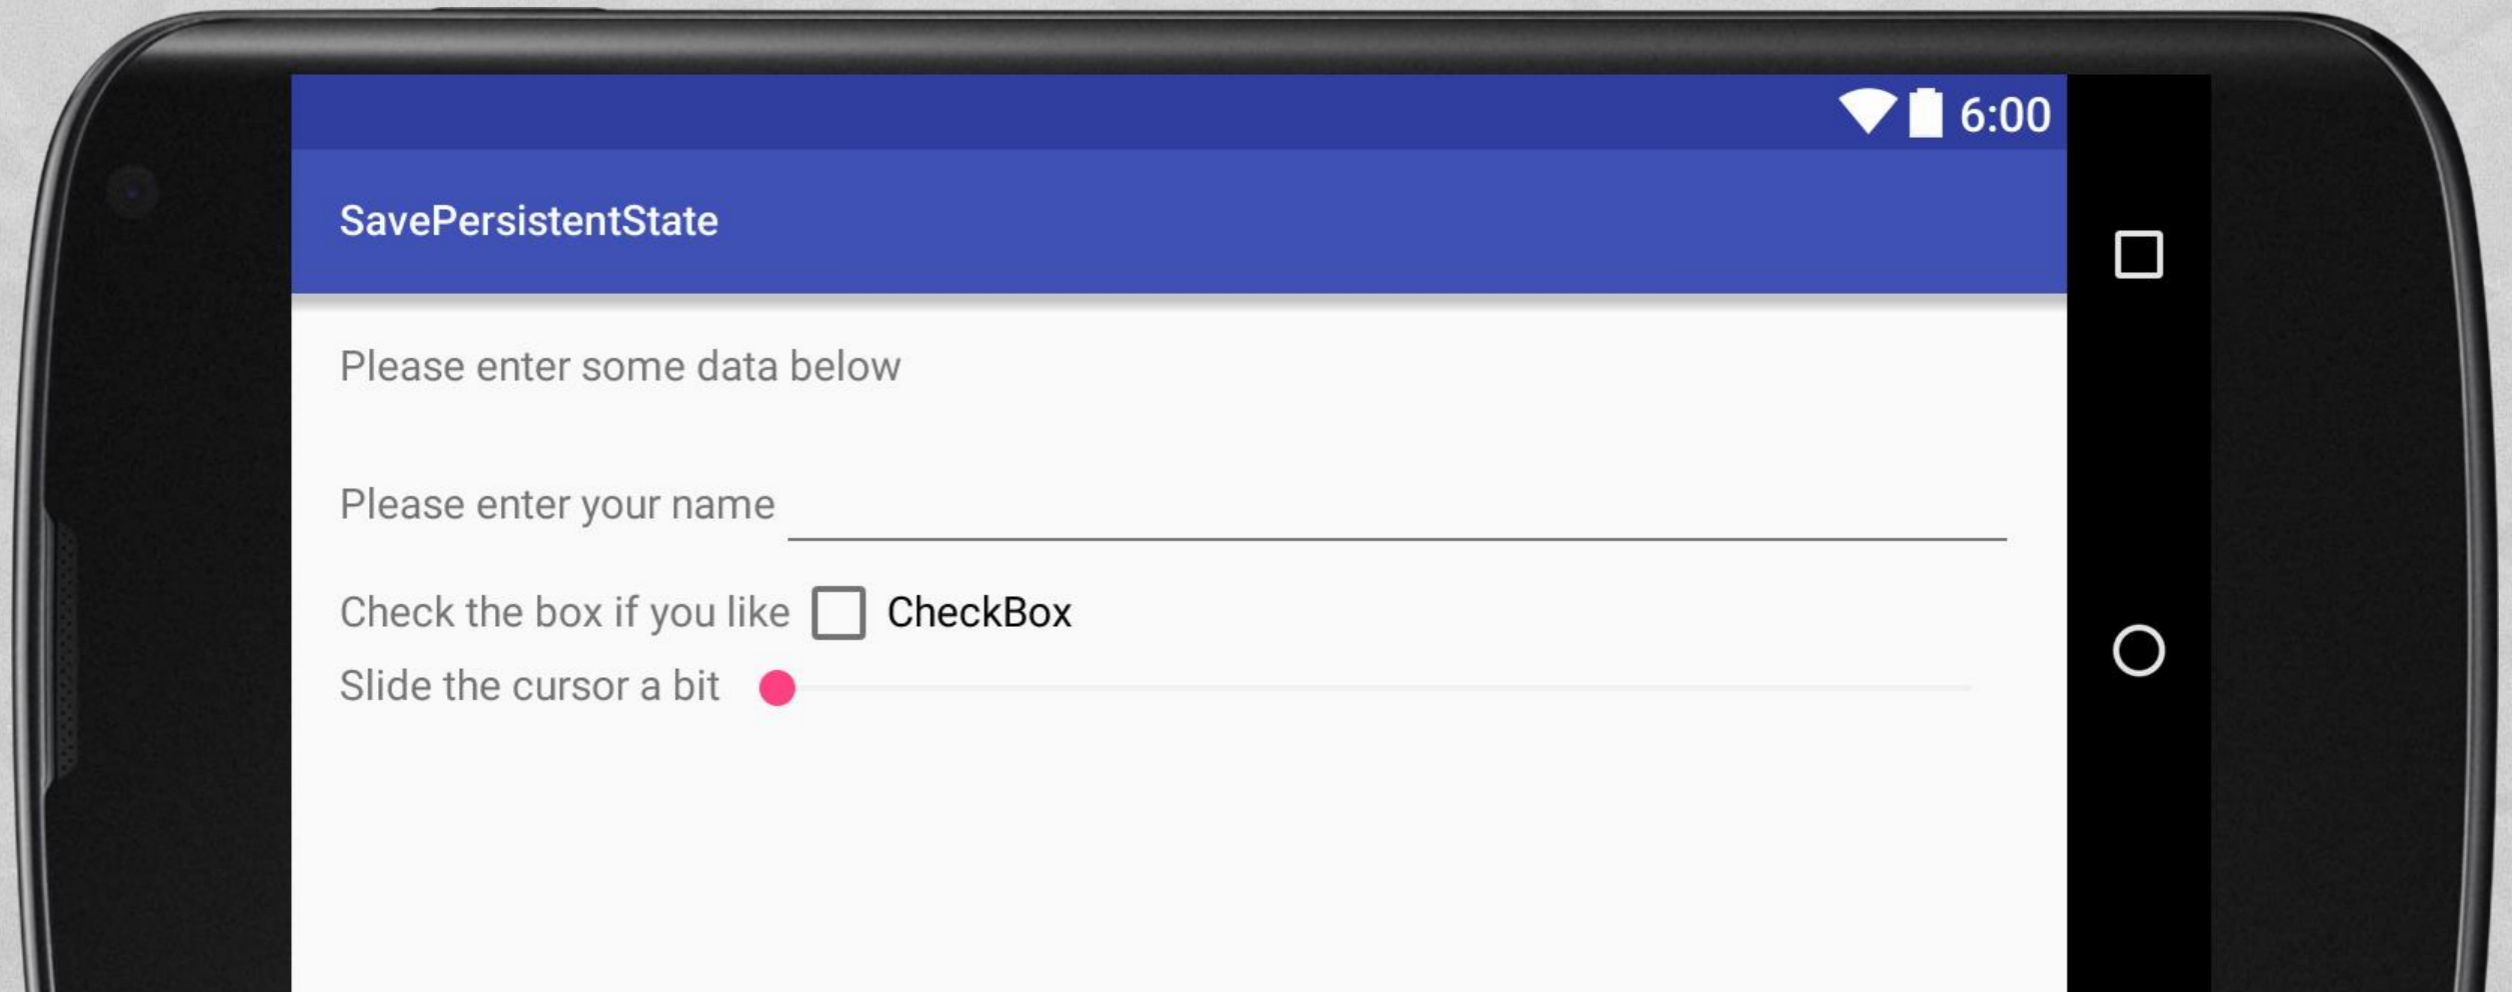 6:00
SavePersistentState
Please enter some data below
Please enter your name
Check the box if you like CheckBox
Slide the cursor a bit